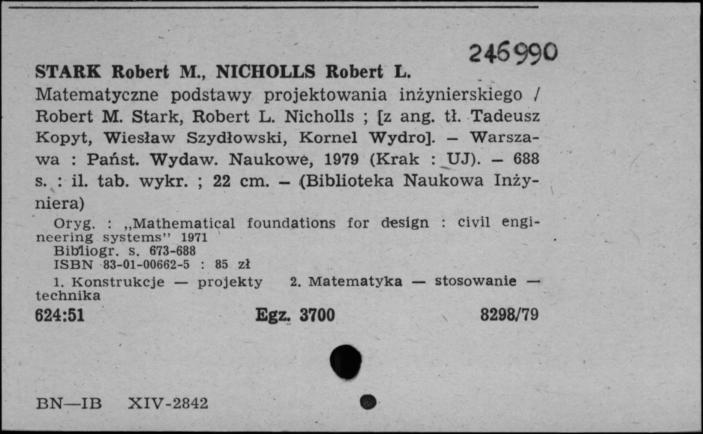 246990
STARK Robert M., NICHOLLS Robert L.
Matematyczne podstawy projektowania inżynierskiego /
Robert M. Stark, Robert L. Nicholls ; [z ang. tł. Tadeusz
Kopyt, Wiesław Szydłowski, Kornel Wydro]. — Warsza-
wa : Państ. Wydaw. Naukowe, 1979 (Krak : UJ). — 688
s. : il. tab. wykr. ; 22 cm. — (Biblioteka Naukowa Inży-
niera)
Oryg. : „Mathematical foundations for design : civil engi-
neering systems" 1971
Bibliogr. s. 673-688
ISBN 83-01-00662-5 : 85 zł
1. Konstrukcje — projekty 2. Matematyka — stosowanie —
technika
624:51 Egz. 3700 8298/79
BN—IB XIV-2842